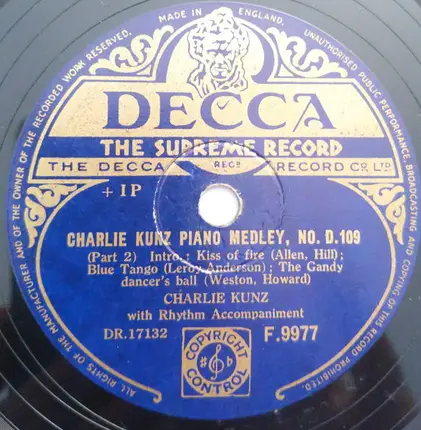 MADE IN ENGLAND.
ALL RIGHTS OF THE MANUFACTURER AND OF THE OWNER OF THE RECORDED WORK RESERVED.
UNAUTHORISED PUBLIC PERFORMANCE, BROADCASTING AND COPYING OF THIS RECORD PROHIBITED.
DECCA
THE SUPREME RECORD
THE DECCA REGD RECORD CO. LTD.
+ 1P
CHARLIE KUNZ PIANO MEDLEY, NO. D.109
(Part 2) Intro.: Kiss of fire (Allen, Hill);
Blue Tango (Leroy Anderson); The Gandy
dancer's ball (Weston, Howard)
CHARLIE KUNZ
with Rhythm Accompaniment
DR.17132
F.9977
COPYRIGHT
CONTROL